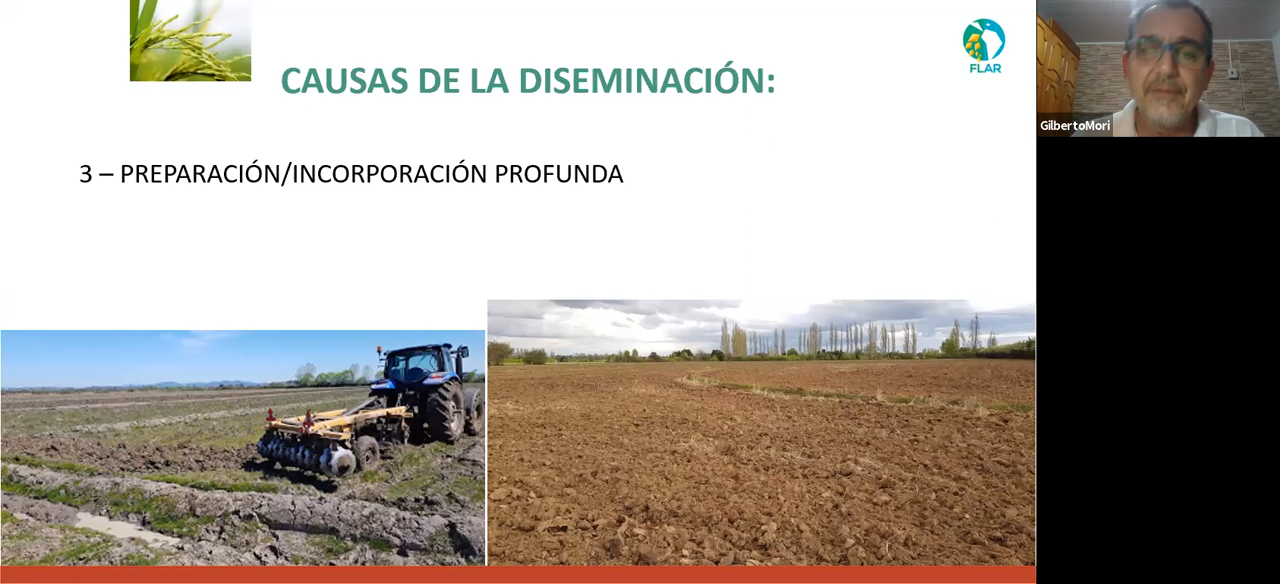 FLAR
CAUSAS DE LA DISEMINACIÓN:
3 – PREPARACIÓN/INCORPORACIÓN PROFUNDA
GilbertoMori